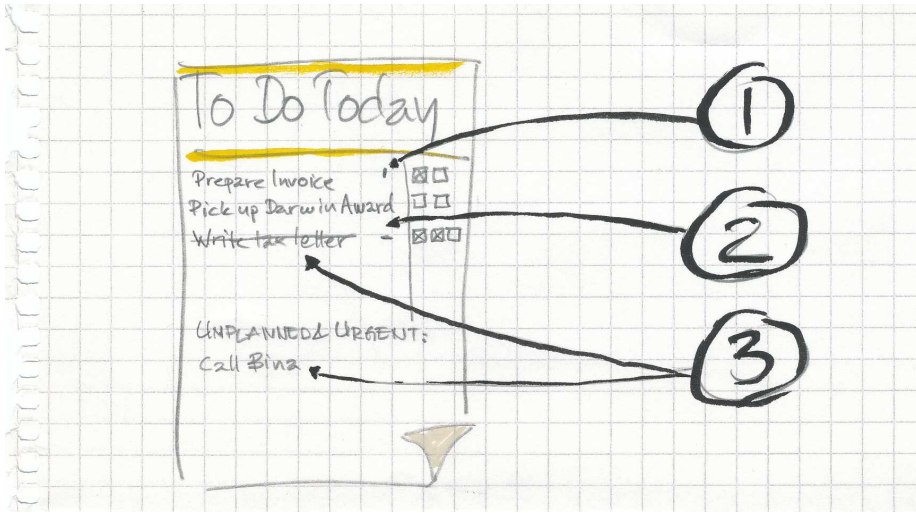 To Do Today
1
Prepare Invoice '
Pick up Darwin Award
2
Write tax letter -
UNPLANNED & URGENT:
Call Bina
3